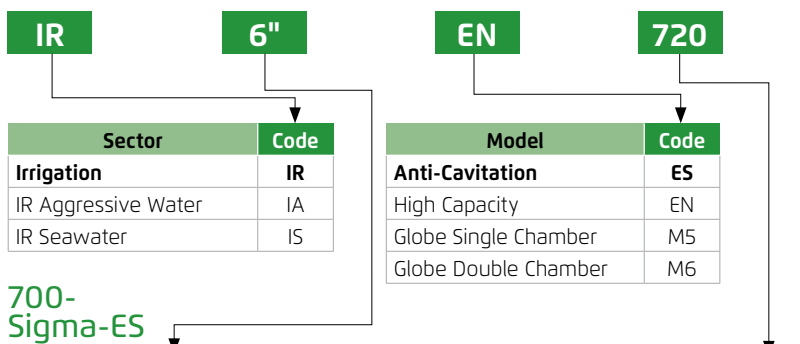 IR 6" EN 720
Sector Code
Irrigation IR
IR Aggressive Water IA
IR Seawater IS
Model Code
Anti-Cavitation ES
High Capacity EN
Globe Single Chamber M5
Globe Double Chamber M6
700-
Sigma-ES